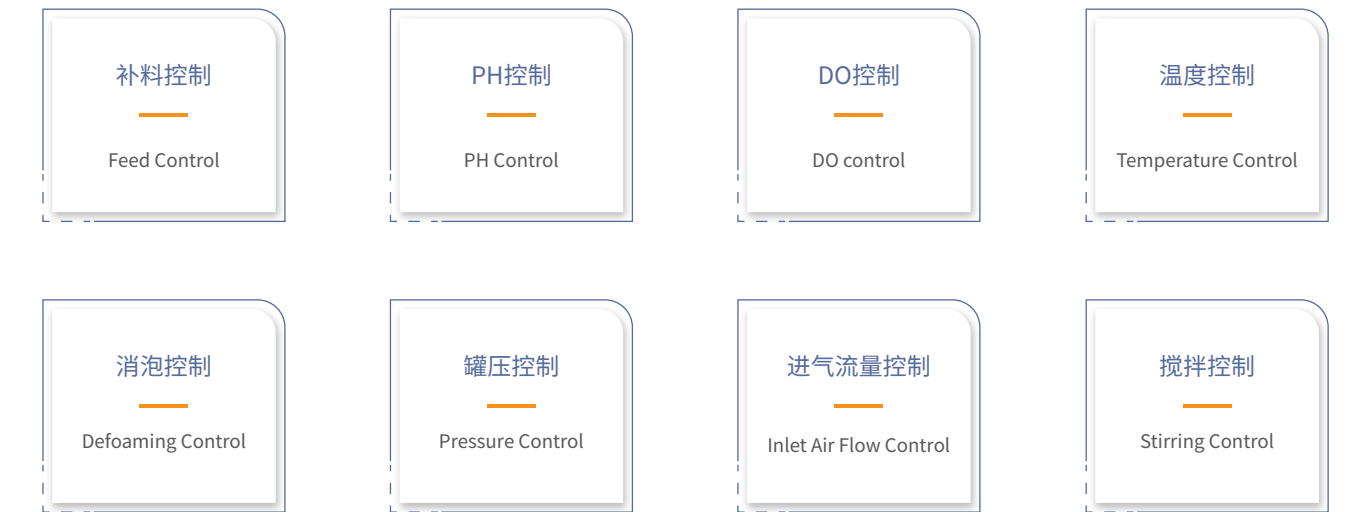 补料控制
Feed Control
PH控制
PH Control
DO控制
DO control
温度控制
Temperature Control
消泡控制
Defoaming Control
罐压控制
Pressure Control
进气流量控制
Inlet Air Flow Control
搅拌控制
Stirring Control